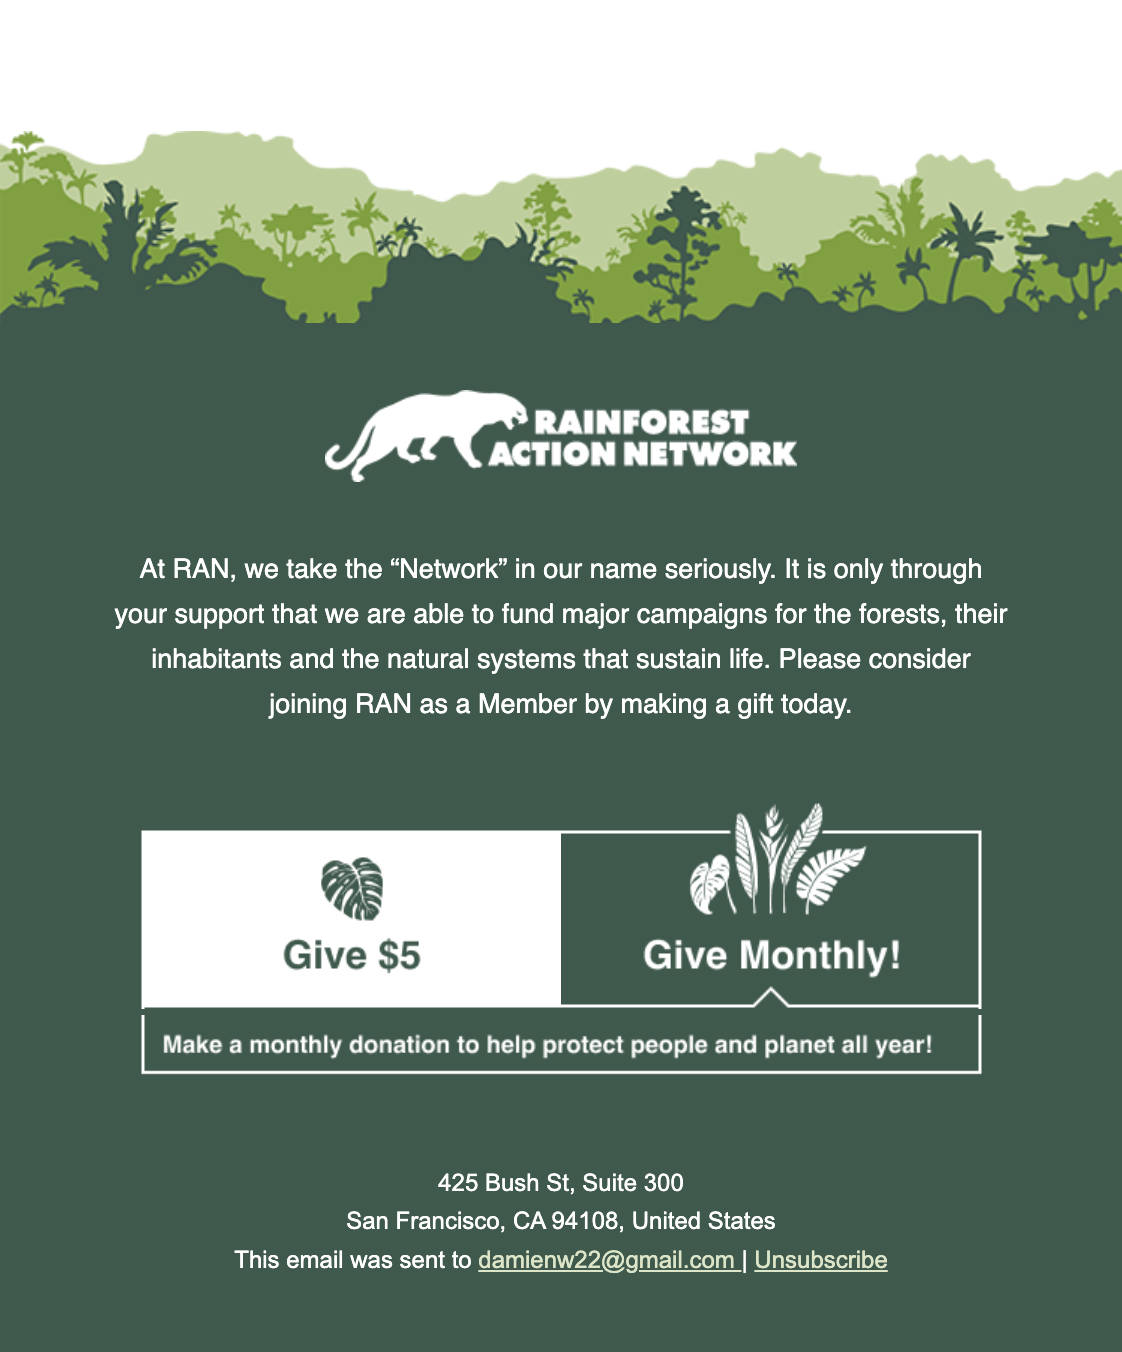 RAINFOREST
ACTION NETWORK
At RAN, we take the “Network” in our name seriously. It is only through
your support that we are able to fund major campaigns for the forests, their
inhabitants and the natural systems that sustain life. Please consider
joining RAN as a Member by making a gift today.
Give $5
Give Monthly!
Make a monthly donation to help protect people and planet all year!
425 Bush St, Suite 300
San Francisco, CA 94108, United States
This email was sent to damienw22@gmail.com | Unsubscribe